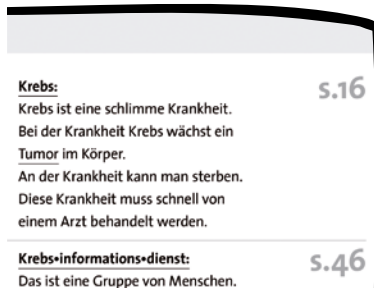 Krebs:
s.16
Krebs ist eine schlimme Krankheit.
Bei der Krankheit Krebs wächst ein
Tumor im Körper.
An der Krankheit kann man sterben.
Diese Krankheit muss schnell von
einem Arzt behandelt werden.
Krebs•informations•dienst:
s.46
Das ist eine Gruppe von Menschen.